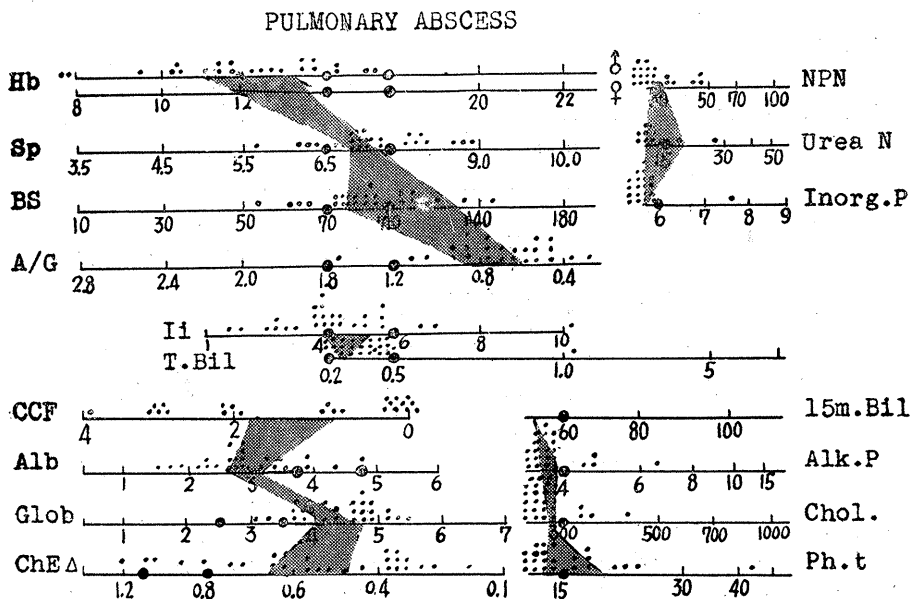 PULMONARY ABSCESS
Hb
8 10 12 20 22
♂
♀
NPN
50 70 100
Sp
3.5 4.5 5.5 6.5 9.0 10.0
Urea N
15 30 50
BS
10 30 50 70 140 180
Inorg.P
6 7 8 9
A/G
2.8 2.4 2.0 1.8 1.2 0.8 0.4
Ii
1 4 6 8 10
T.Bil
0.2 0.5 1.0 5
CCF
4 2 0
15m.Bil
60 80 100
Alb
1 2 3 4 5 6
Alk.P
4 6 8 10 15
Glob
1 2 3 4 5 6 7
Chol.
500 700 1000
ChE Δ
1.2 0.8 0.6 0.4 0.1
Ph.t
15 30 40